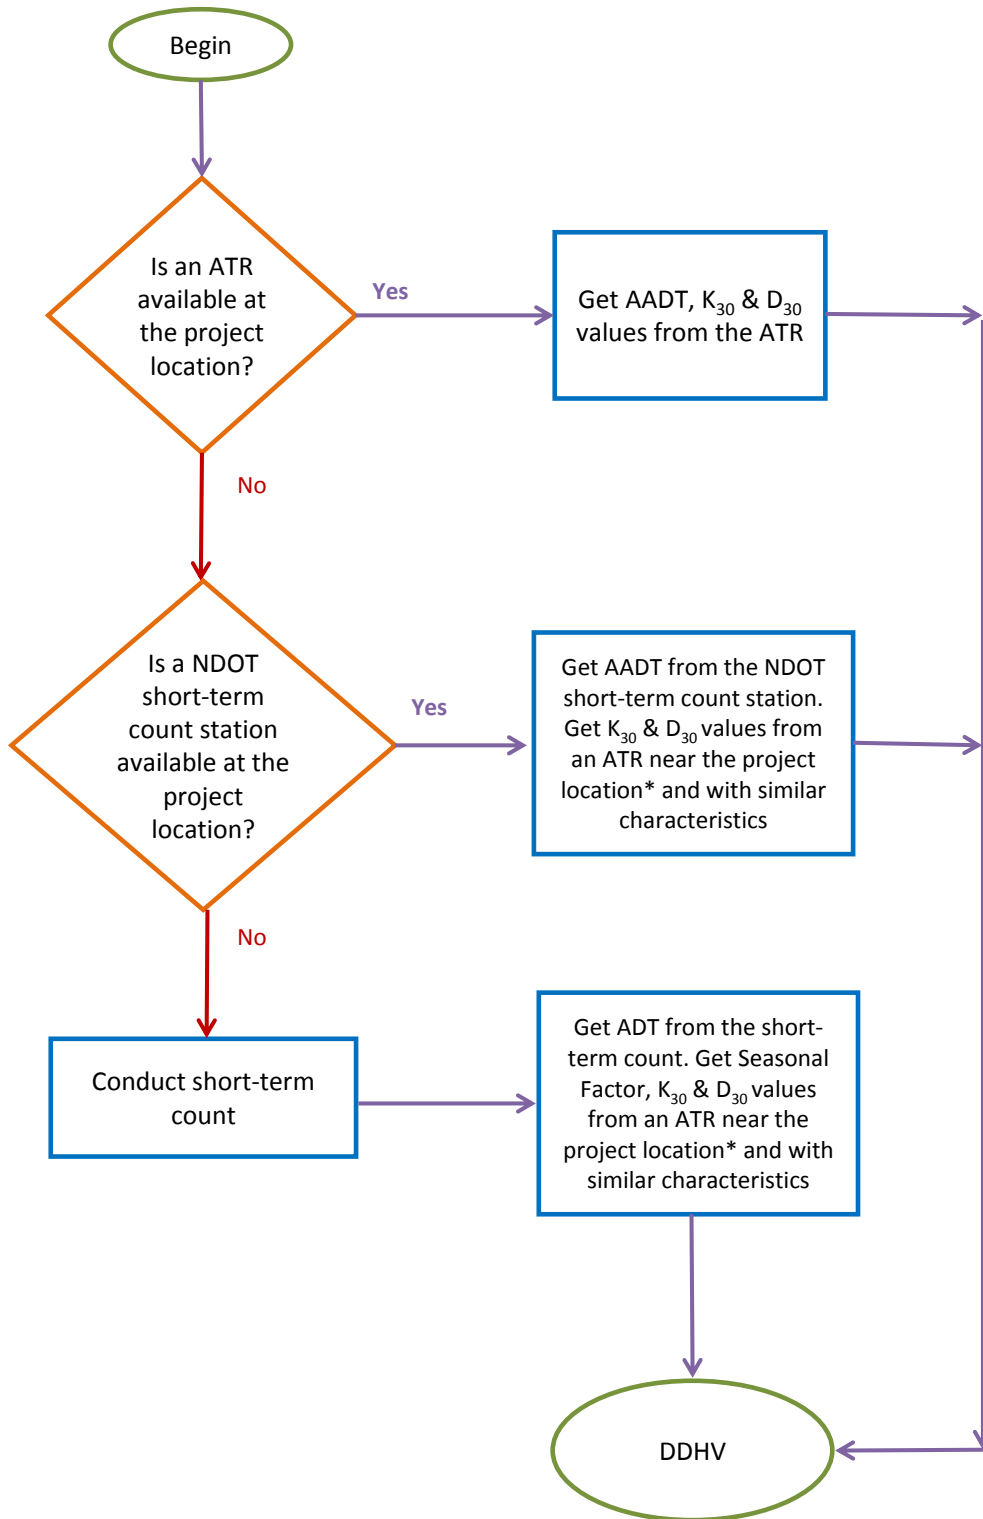 Begin
Is an ATR
available at
the project
location?
Yes
Get AADT, K₃₀ & D₃₀
values from the ATR
No
Is a NDOT
short-term
count station
available at the
project
location?
Yes
Get AADT from the NDOT
short-term count station.
Get K₃₀ & D₃₀ values from
an ATR near the project
location* and with similar
characteristics
No
Conduct short-term
count
Get ADT from the short-
term count. Get Seasonal
Factor, K₃₀ & D₃₀ values
from an ATR near the
project location* and with
similar characteristics
DDHV